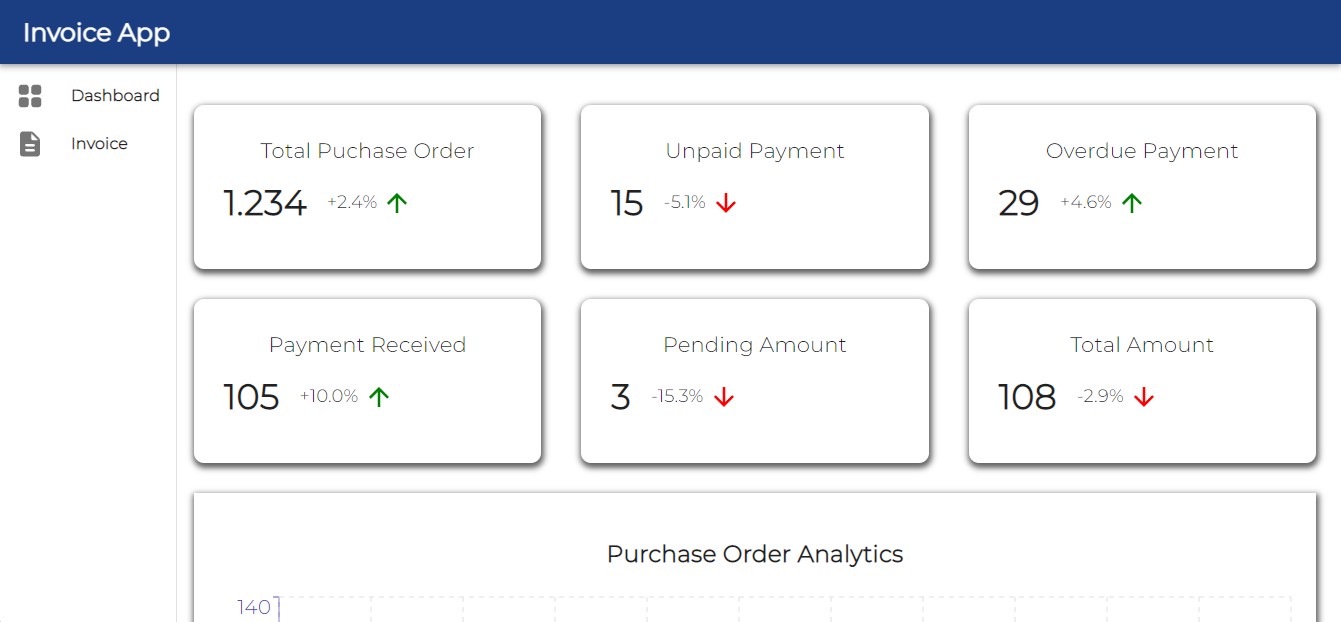 Invoice App
Dashboard
Invoice
Total Puchase Order
1.234 +2.4%
Unpaid Payment
15 -5.1%
Overdue Payment
29 +4.6%
Payment Received
105 +10.0%
Pending Amount
3 -15.3%
Total Amount
108 -2.9%
Purchase Order Analytics
140